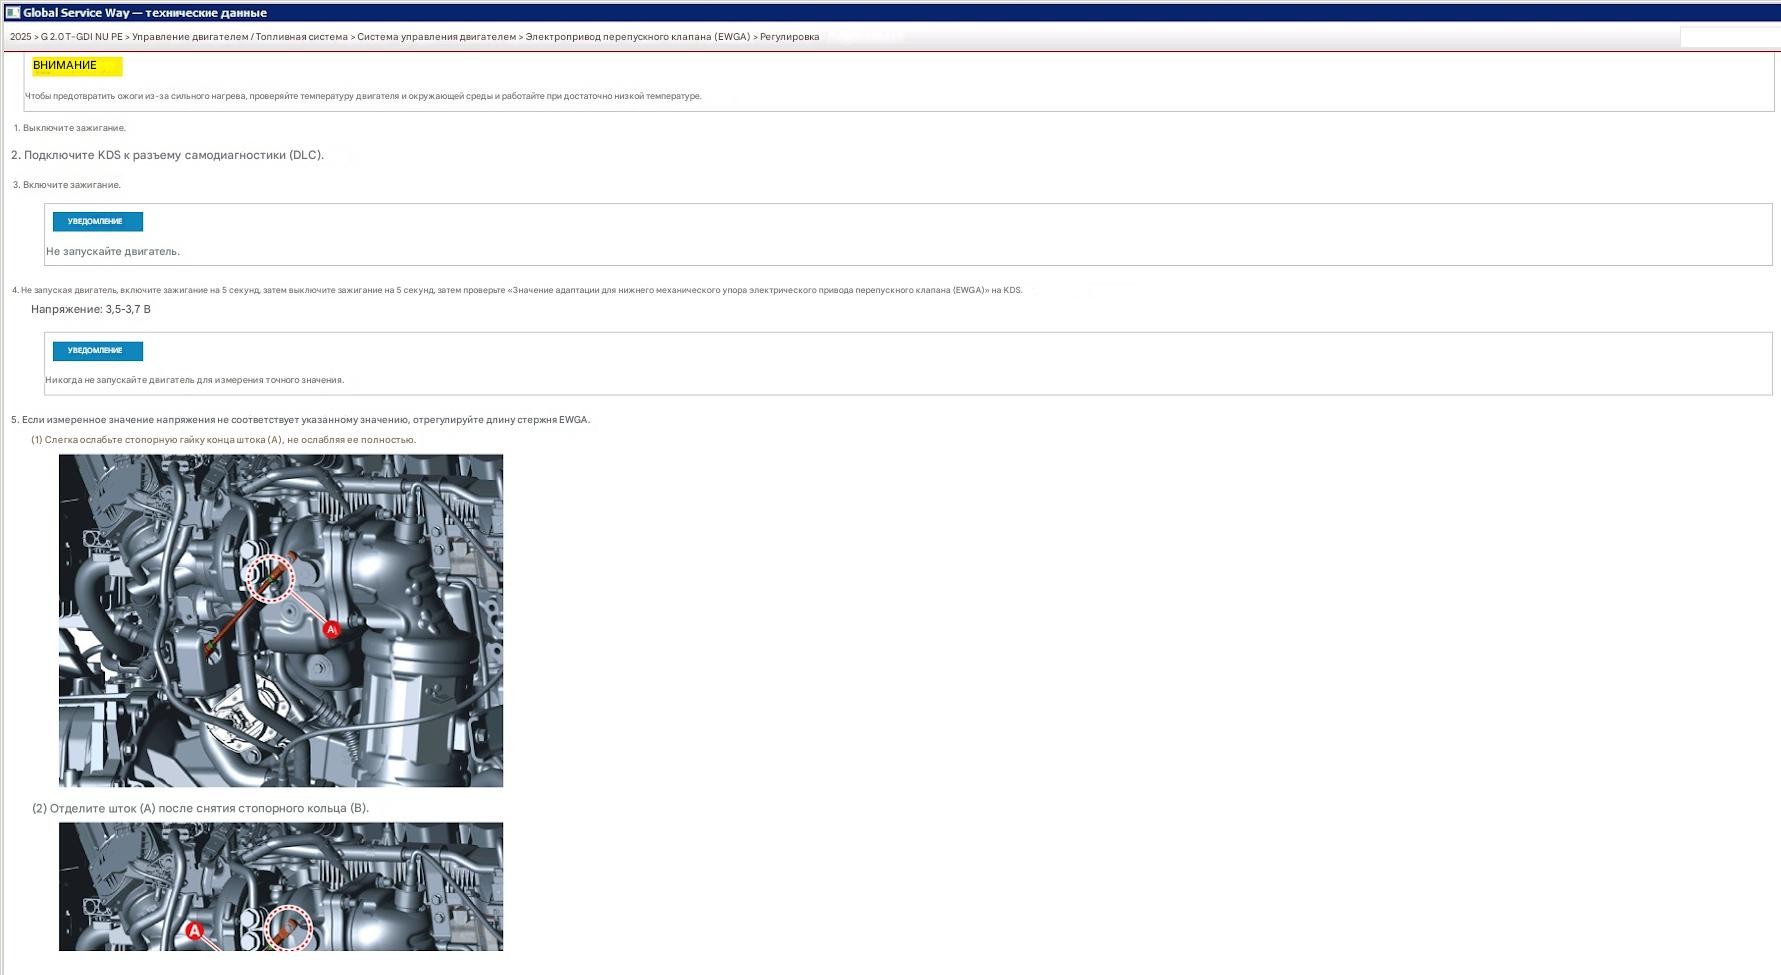 Global Service Way — технические данные
2025 > G 2.0 T-GDI NU PE > Управление двигателем / Топливная система > Система управления двигателем > Электропривод перепускного клапана (EWGA) > Регулировка
ВНИМАНИЕ
Чтобы предотвратить ожоги из-за сильного нагрева, проверяйте температуру двигателя и окружающей среды и работайте при достаточно низкой температуре.
1. Выключите зажигание.
2. Подключите KDS к разъему самодиагностики (DLC).
3. Включите зажигание.
УВЕДОМЛЕНИЕ
Не запускайте двигатель.
4. Не запуская двигатель, включите зажигание на 5 секунд, затем выключите зажигание на 5 секунд, затем проверьте «Значение адаптации для нижнего механического упора электрического привода перепускного клапана (EWGA)» на KDS.
Напряжение: 3,5-3,7 В
УВЕДОМЛЕНИЕ
Никогда не запускайте двигатель для измерения точного значения.
5. Если измеренное значение напряжения не соответствует указанному значению, отрегулируйте длину стержня EWGA.
(1) Слегка ослабьте стопорную гайку конца штока (A), не ослабляя ее полностью.
A
(2) Отделите шток (A) после снятия стопорного кольца (B).
A